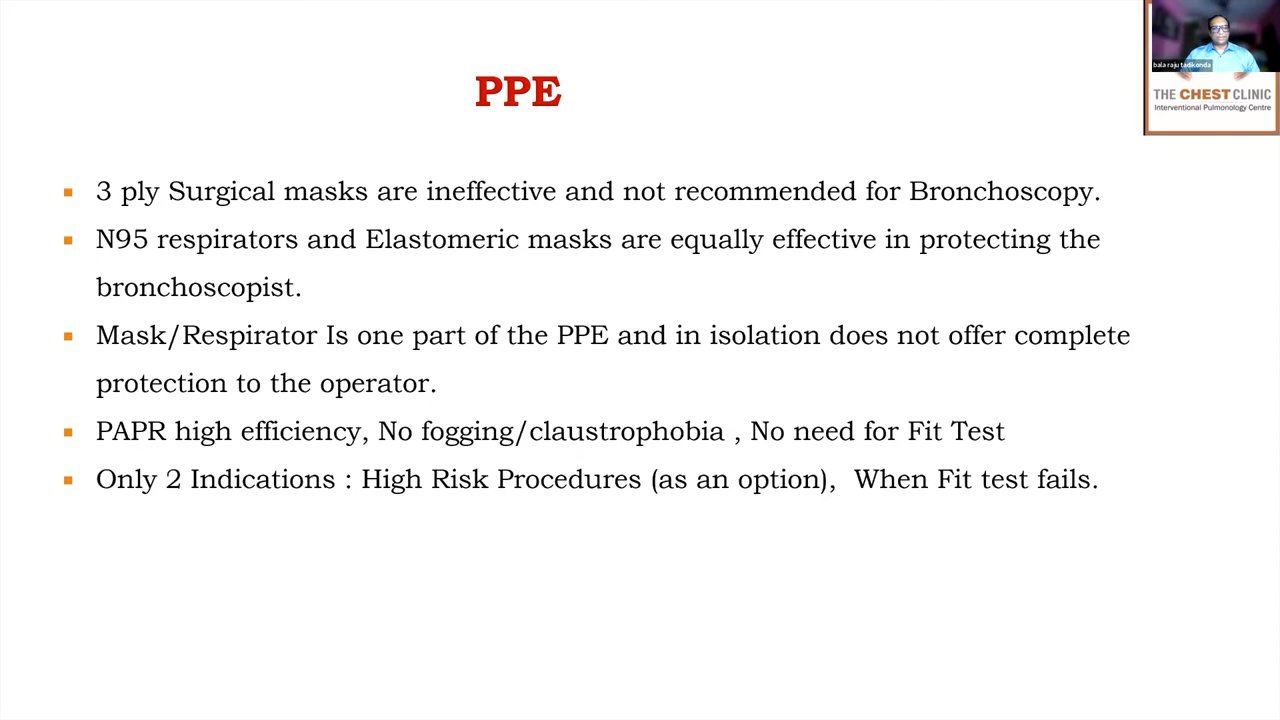 PPE
bala raju tadikonda
THE CHEST CLINIC
Interventional Pulmonology Centre
3 ply Surgical masks are ineffective and not recommended for Bronchoscopy.
N95 respirators and Elastomeric masks are equally effective in protecting the
bronchoscopist.
Mask/Respirator Is one part of the PPE and in isolation does not offer complete
protection to the operator.
PAPR high efficiency, No fogging/claustrophobia , No need for Fit Test
Only 2 Indications : High Risk Procedures (as an option), When Fit test fails.